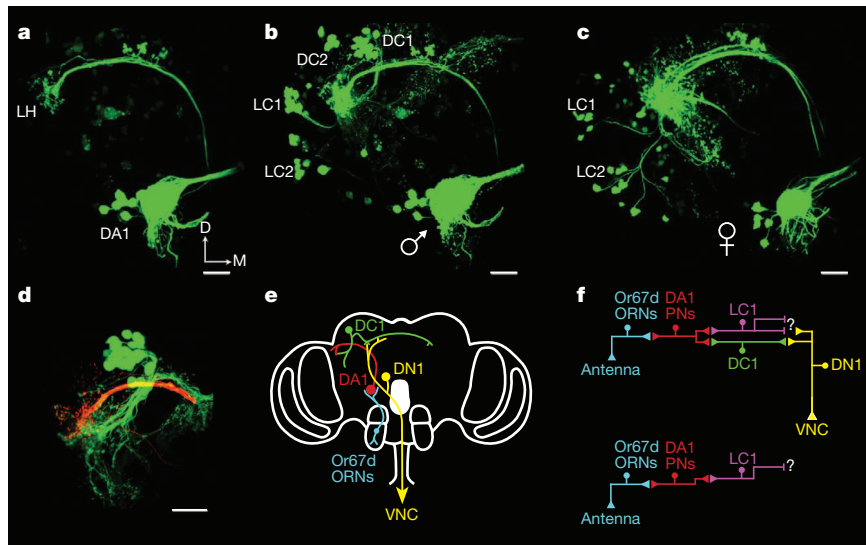 a
LH
DA1
D
M
b
DC1
DC2
LC1
LC2
♂
c
LC1
LC2
♀
d
e
DC1
DA1
DN1
Or67d
ORNs
VNC
f
Or67d DA1
ORNs PNs
LC1
?
DC1
DN1
Antenna
VNC
Or67d DA1
ORNs PNs
LC1
?
Antenna